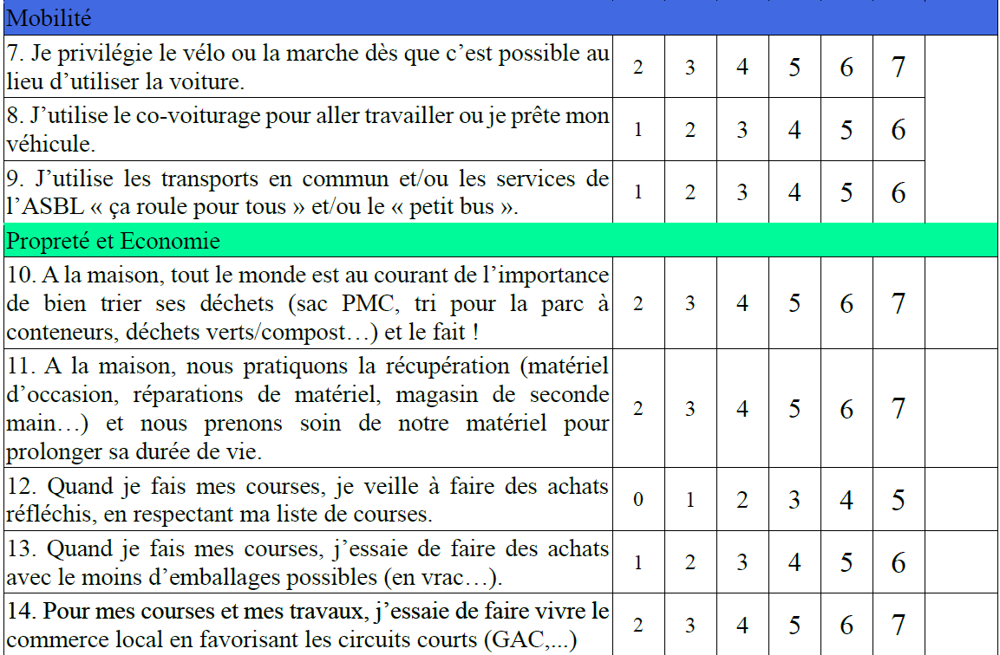 Mobilité
7. Je privilégie le vélo ou la marche dès que c’est possible au
lieu d’utiliser la voiture.
2 3 4 5 6 7
8. J’utilise le co-voiturage pour aller travailler ou je prête mon
véhicule.
1 2 3 4 5 6
9. J’utilise les transports en commun et/ou les services de
l’ASBL « ça roule pour tous » et/ou le « petit bus ».
1 2 3 4 5 6
Propreté et Economie
10. A la maison, tout le monde est au courant de l’importance
de bien trier ses déchets (sac PMC, tri pour la parc à
conteneurs, déchets verts/compost…) et le fait !
2 3 4 5 6 7
11. A la maison, nous pratiquons la récupération (matériel
d’occasion, réparations de matériel, magasin de seconde
main…) et nous prenons soin de notre matériel pour
prolonger sa durée de vie.
2 3 4 5 6 7
12. Quand je fais mes courses, je veille à faire des achats
réfléchis, en respectant ma liste de courses.
0 1 2 3 4 5
13. Quand je fais mes courses, j’essaie de faire des achats
avec le moins d’emballages possibles (en vrac…).
1 2 3 4 5 6
14. Pour mes courses et mes travaux, j’essaie de faire vivre le
commerce local en favorisant les circuits courts (GAC,...)
2 3 4 5 6 7